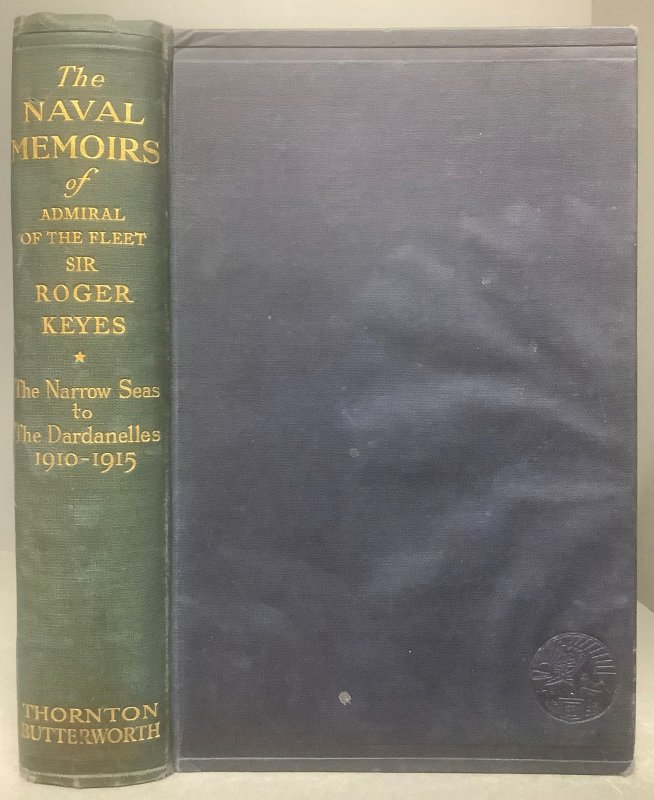 The
NAVAL
MEMOIRS
of
ADMIRAL
OF THE FLEET
SIR
ROGER
KEYES
The Narrow Seas
to
The Dardanelles
1910-1915
THORNTON
BUTTERWORTH